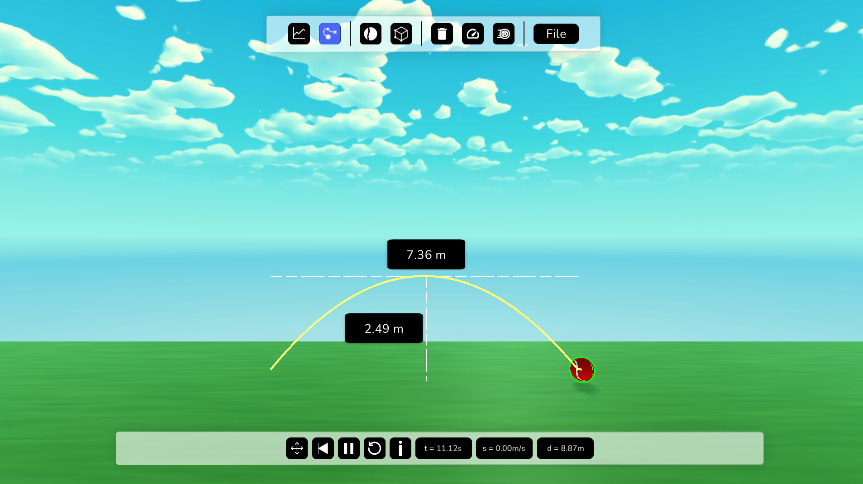 File
7.36 m
2.49 m
t = 11.12s
s = 0.00m/s
d = 8.87m